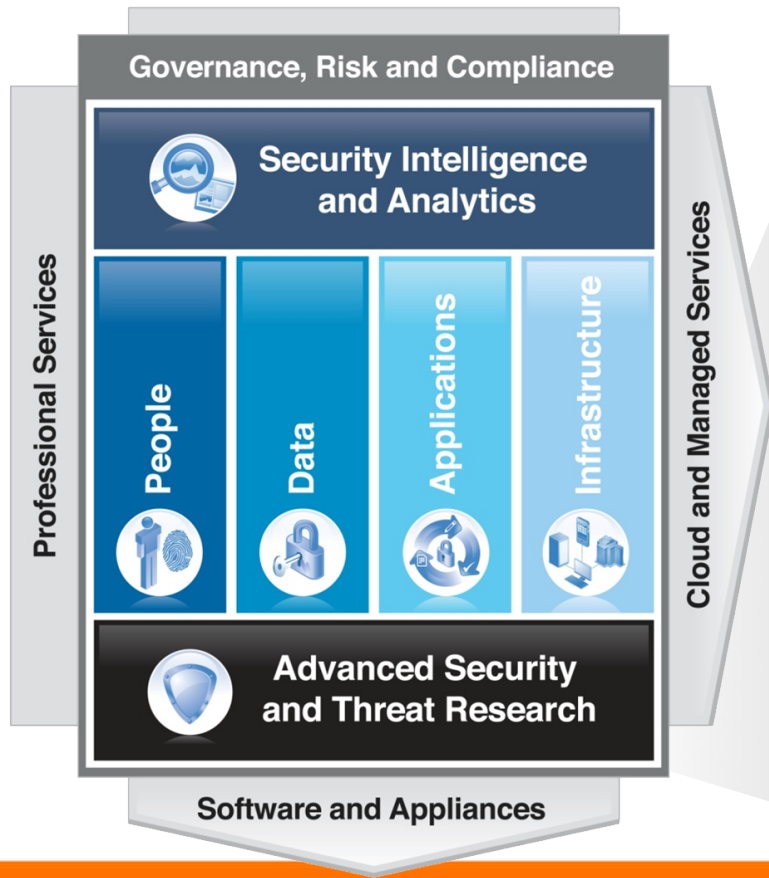 Governance, Risk and Compliance
Security Intelligence
and Analytics
Professional Services
People
Data
Applications
Infrastructure
Cloud and Managed Services
Advanced Security
and Threat Research
Software and Appliances